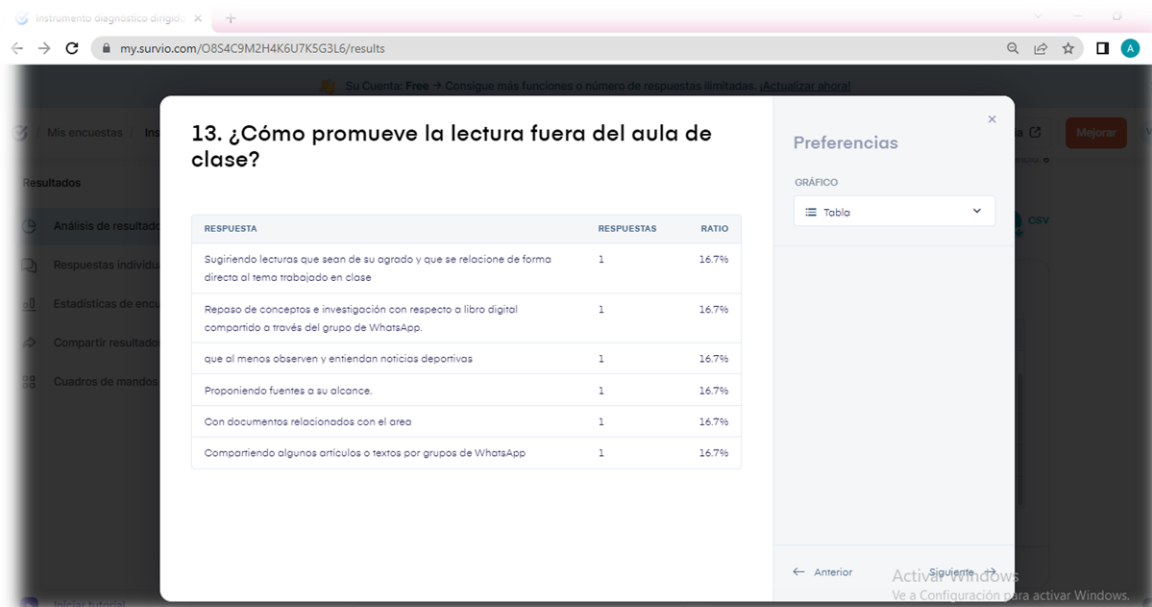 Instrumento diagnóstico dirigido
my.survio.com/O8S4C9M2H4K6U7K5G3L6/results
Su Cuenta: Free → Consigue más funciones o número de respuestas ilimitadas. ¡Actualizar ahora!
/ Mis encuestas / Ins
Mejorar
Resultados
Análisis de resultado
Respuestas individu
Estadísticas de encu
Compartir resultado
Cuadros de mandos
Iniciar tutorial
CSV
13. ¿Cómo promueve la lectura fuera del aula de
clase?
RESPUESTA RESPUESTAS RATIO
Sugiriendo lecturas que sean de su agrado y que se relacione de forma
directa al tema trabajado en clase 1 16.7%
Repaso de conceptos e investigación con respecto a libro digital
compartido a través del grupo de WhatsApp. 1 16.7%
que al menos observen y entiendan noticias deportivas 1 16.7%
Proponiendo fuentes a su alcance. 1 16.7%
Con documentos relacionados con el area 1 16.7%
Compartiendo algunos artículos o textos por grupos de WhatsApp 1 16.7%
Preferencias
GRÁFICO
Tabla
← Anterior
Siguiente →
Activar Windows
Ve a Configuración para activar Windows.